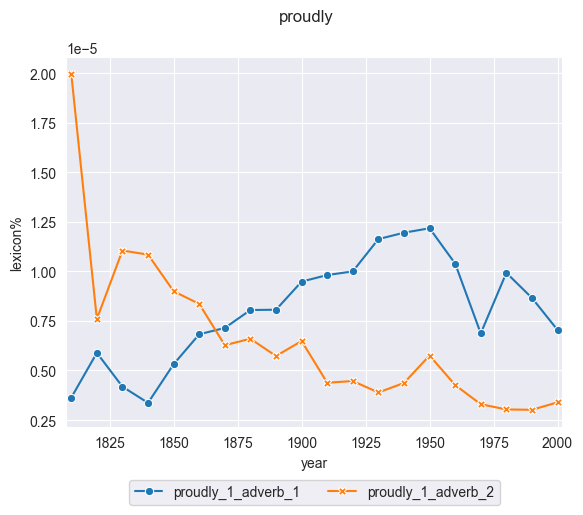 proudly
1e−5
2.00
1.75
1.50
1.25
1.00
0.75
0.50
0.25
lexicon%
1825 1850 1875 1900 1925 1950 1975 2000
year
proudly_1_adverb_1 proudly_1_adverb_2